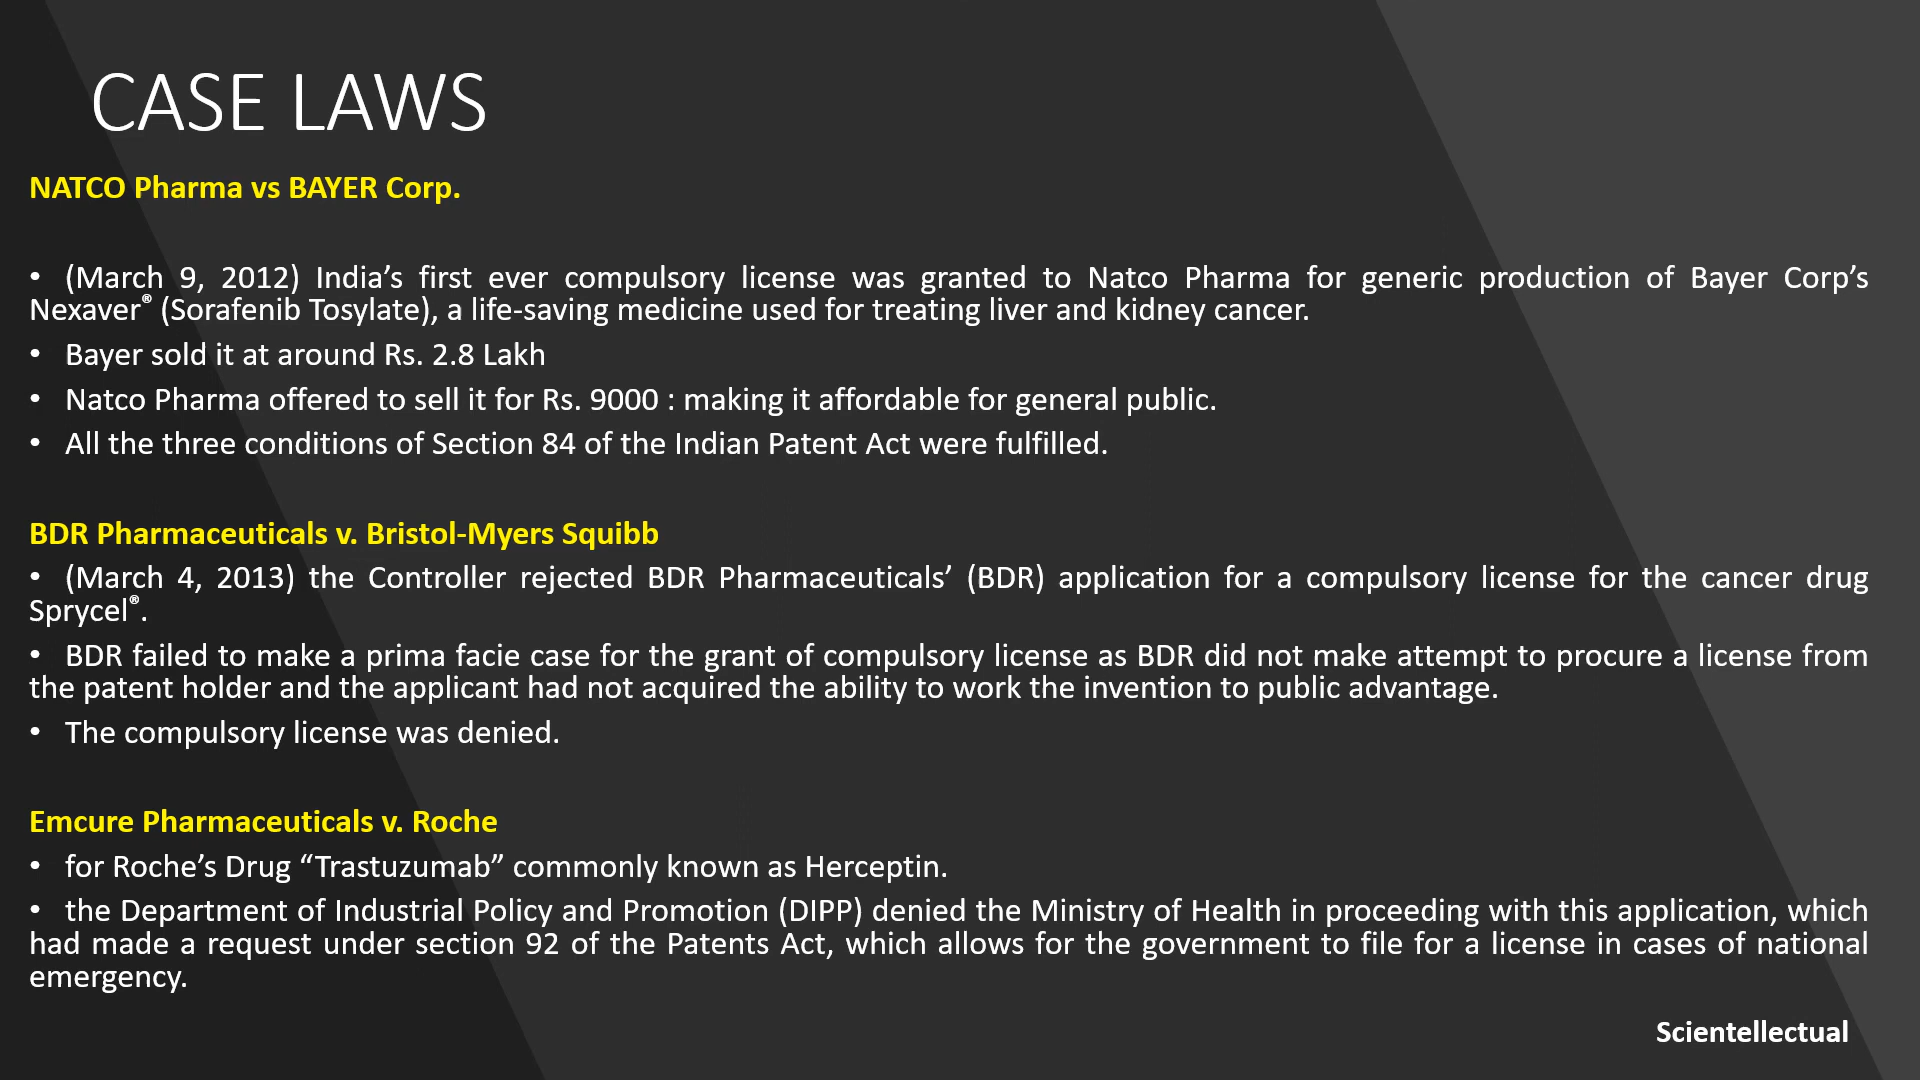 CASE LAWS
NATCO Pharma vs BAYER Corp.
• (March 9, 2012) India’s first ever compulsory license was granted to Natco Pharma for generic production of Bayer Corp’s
Nexaver® (Sorafenib Tosylate), a life-saving medicine used for treating liver and kidney cancer.
• Bayer sold it at around Rs. 2.8 Lakh
• Natco Pharma offered to sell it for Rs. 9000 : making it affordable for general public.
• All the three conditions of Section 84 of the Indian Patent Act were fulfilled.
BDR Pharmaceuticals v. Bristol-Myers Squibb
• (March 4, 2013) the Controller rejected BDR Pharmaceuticals’ (BDR) application for a compulsory license for the cancer drug
Sprycel®.
• BDR failed to make a prima facie case for the grant of compulsory license as BDR did not make attempt to procure a license from
the patent holder and the applicant had not acquired the ability to work the invention to public advantage.
• The compulsory license was denied.
Emcure Pharmaceuticals v. Roche
• for Roche’s Drug “Trastuzumab” commonly known as Herceptin.
• the Department of Industrial Policy and Promotion (DIPP) denied the Ministry of Health in proceeding with this application, which
had made a request under section 92 of the Patents Act, which allows for the government to file for a license in cases of national
emergency.
Scientellectual